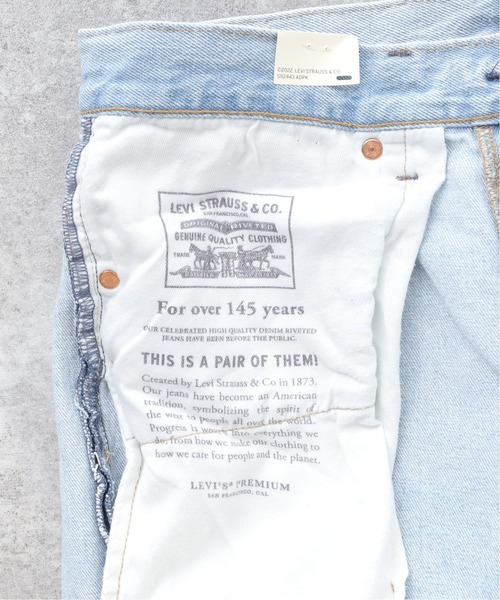 ©2022 LEVI STRAUSS & CO.
LEVI STRAUSS & CO.
SAN FRANCISCO, CAL.
ORIGINAL RIVETED
GENUINE QUALITY CLOTHING
TRADE MARK
For over 145 years
OUR CELEBRATED HIGH QUALITY DENIM RIVETED
JEANS HAVE BEEN BEFORE THE PUBLIC.
THIS IS A PAIR OF THEM!
Created by Levi Strauss & Co in 1873.
Our jeans have become an American
tradition, symbolizing the spirit of
the west to people all over the world.
Progress is woven into everything we
do, from how we make our clothing to
how we care for people and the planet.
LEVI'S® PREMIUM
SAN FRANCISCO, CAL